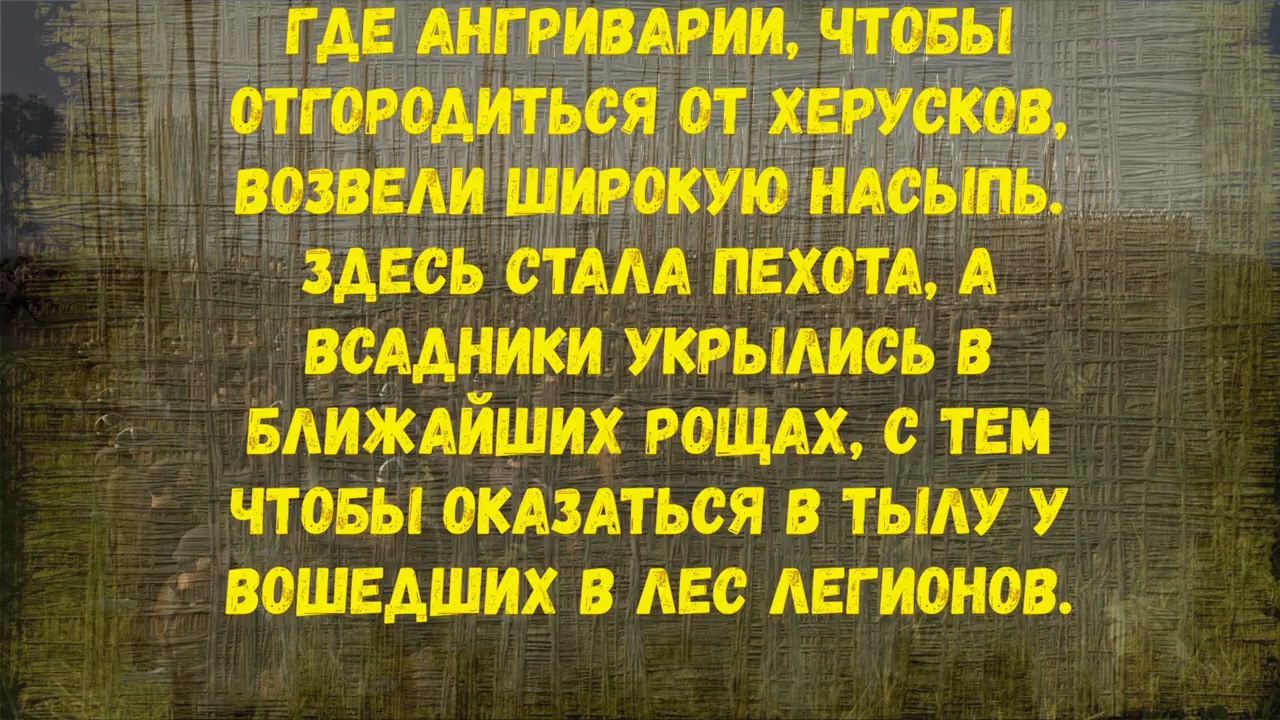 ГДЕ АНГРИВАРИИ, ЧТОБЫ
ОТГОРОДИТЬСЯ ОТ ХЕРУСКОВ,
ВОЗВЕЛИ ШИРОКУЮ НАСЫПЬ.
ЗДЕСЬ СТАЛА ПЕХОТА, А
ВСАДНИКИ УКРЫЛИСЬ В
БЛИЖАЙШИХ РОЩАХ, С ТЕМ
ЧТОБЫ ОКАЗАТЬСЯ В ТЫЛУ У
ВОШЕДШИХ В ЛЕС ЛЕГИОНОВ.